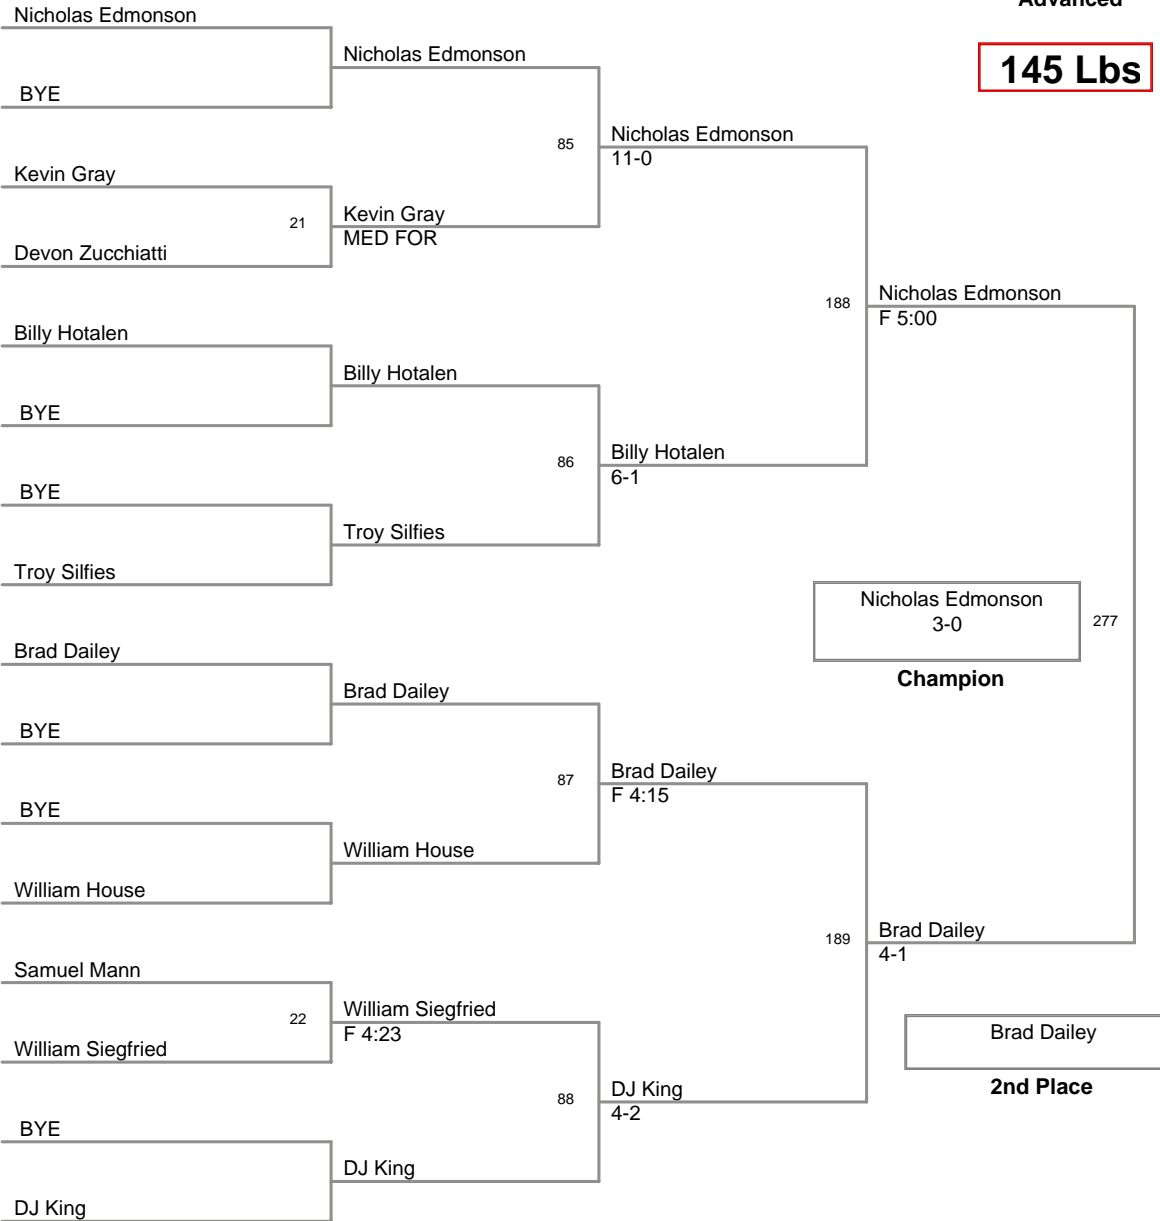 Advanced
145 Lbs
Nicholas Edmonson
BYE
Kevin Gray
Devon Zucchiatti
Billy Hotalen
BYE
BYE
Troy Silfies
Brad Dailey
BYE
BYE
William House
Samuel Mann
William Siegfried
BYE
DJ King
21
22
Nicholas Edmonson
Kevin Gray
MED FOR
Billy Hotalen
Troy Silfies
Brad Dailey
William House
William Siegfried
F 4:23
DJ King
85
86
87
88
Nicholas Edmonson
11-0
Billy Hotalen
6-1
Brad Dailey
F 4:15
DJ King
4-2
188
189
Nicholas Edmonson
F 5:00
Brad Dailey
4-1
277
Nicholas Edmonson
3-0
Champion
Brad Dailey
2nd Place